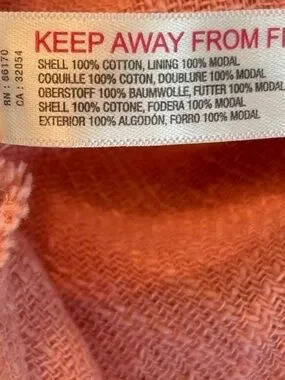 KEEP AWAY FROM
SHELL 100% COTTON, LINING 100% MODAL
COQUILLE 100% COTON, DOUBLURE 100% MODAL
OBERSTOFF 100% BAUMWOLLE, FUTTER 100% MODAL
SHELL 100% COTONE, FODERA 100% MODAL
EXTERIOR 100% ALGODÓN, FORRO 100% MODAL
RN: 66170
CA: 32054